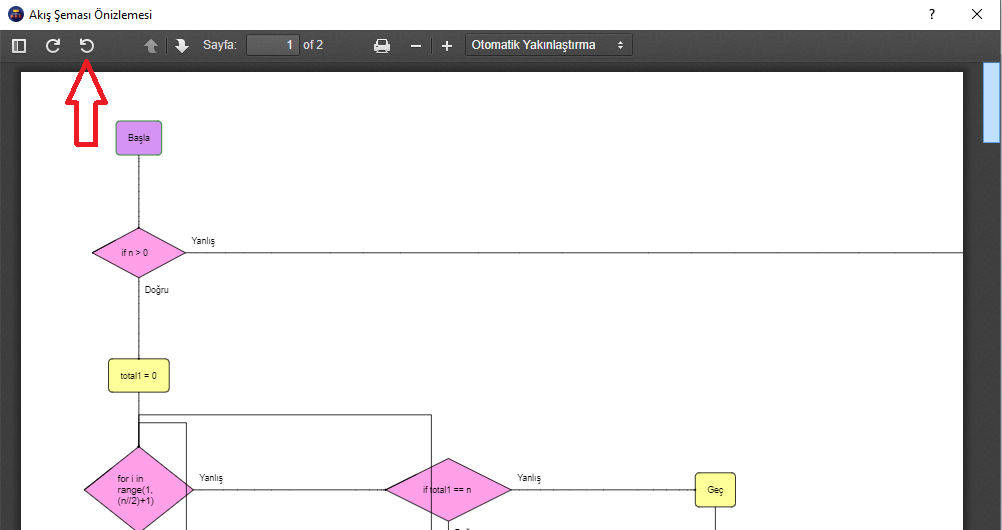 Akış Şeması Önizlemesi
?
Sayfa: 1 of 2
Otomatik Yakınlaştırma
Başla
Yanlış
if n > 0
Doğru
total1 = 0
for i in
range(1,
(n//2)+1)
Yanlış
if total1 == n
Yanlış
Geç